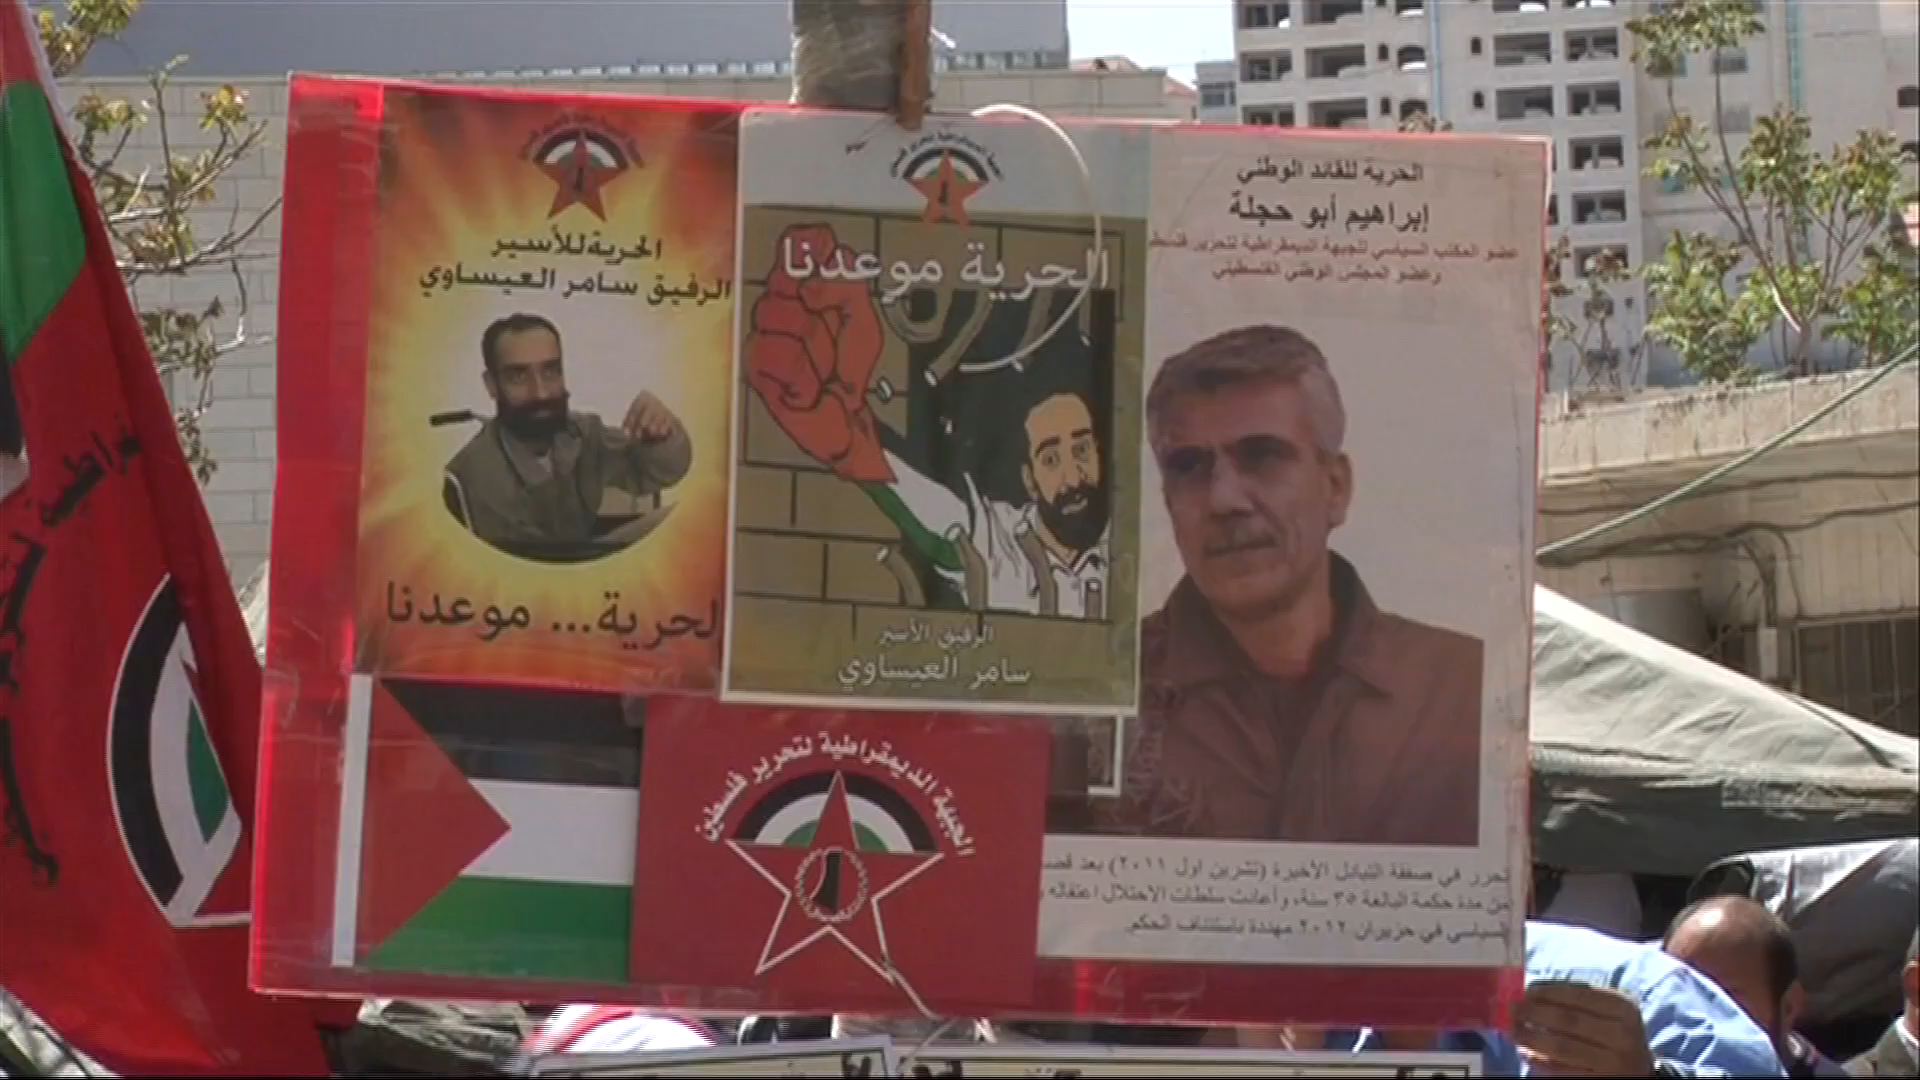 الحرية للأسير
الرفيق سامر العيساوي
لحرية... موعدنا
الحرية موعدنا
الرفيق الأسير
سامر العيساوي
الحرية للقائد الوطني
إبراهيم أبو حجلة
عضو المكتب السياسي للجبهة الديمقراطية لتحرير فلسط
وعضو المجلس الوطني الفلسطيني
تحرر في صفقة التبادل الأخيرة (تشرين اول ٢٠١١) بعد قضـ
من مدة حكمة البالغة ٣٥ سنة، وأعادت سلطات الاحتلال اعتقاله و
السياسي في حزيران ٢٠١٢ مهددة باستئناف الحكم.
الجبهة الديمقراطية لتحرير فلسطين